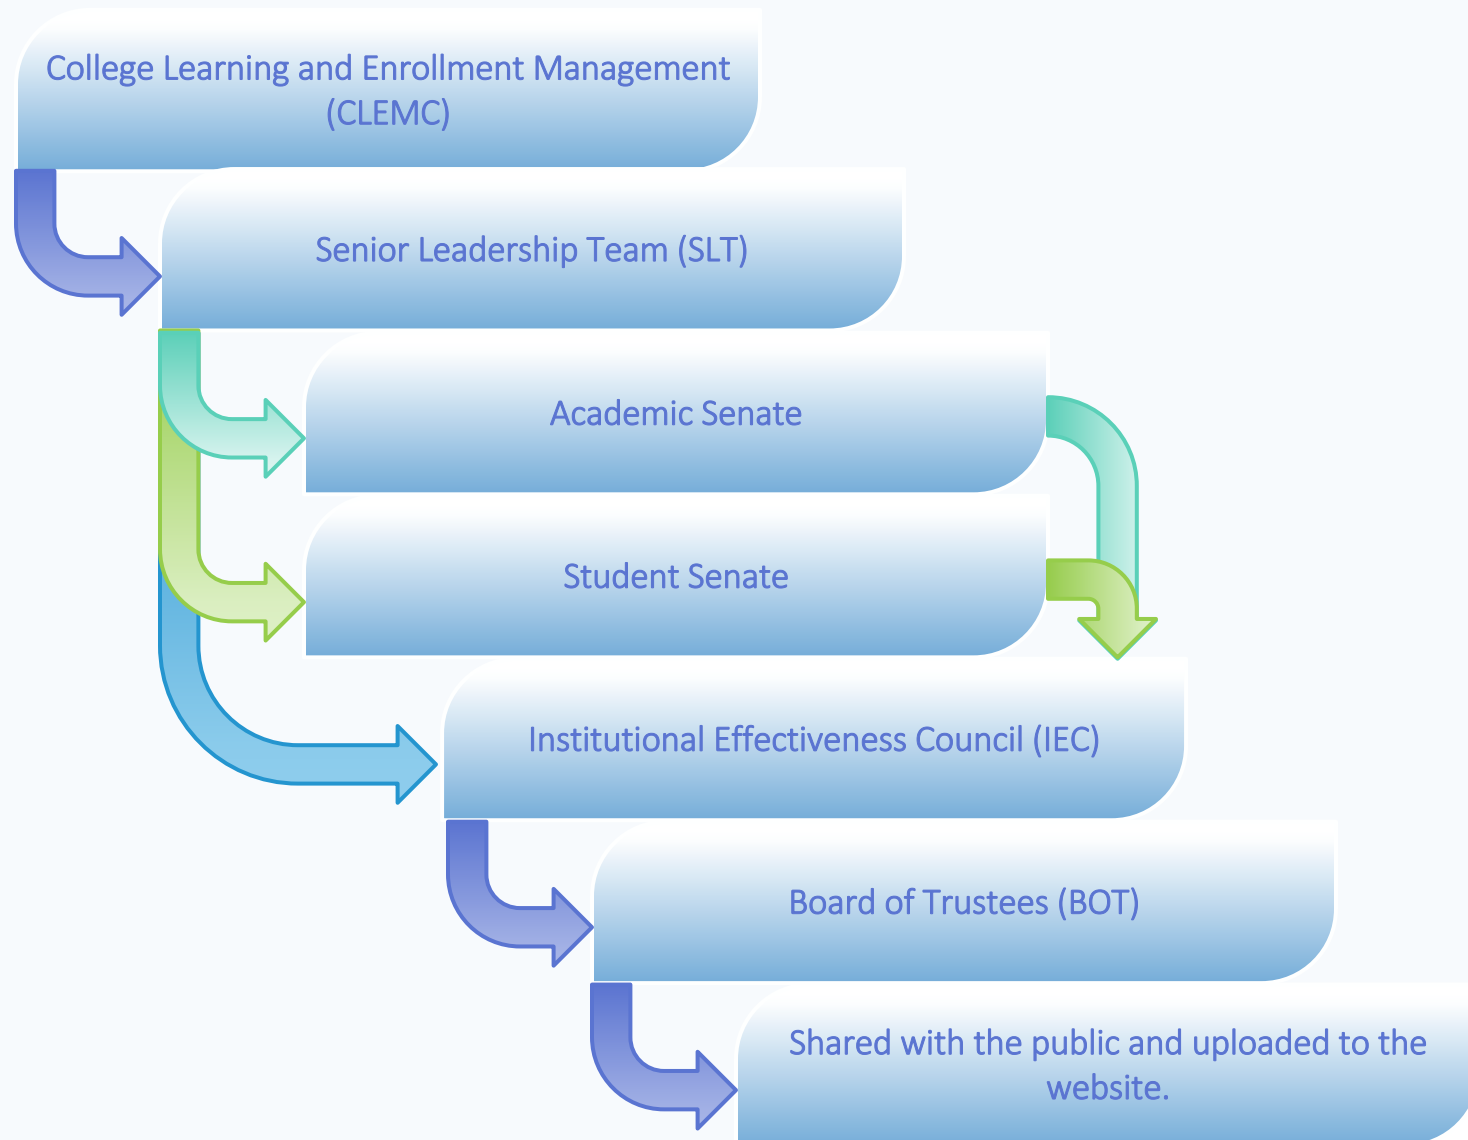 College Learning and Enrollment Management
(CLEMC)
Senior Leadership Team (SLT)
Academic Senate
Student Senate
Institutional Effectiveness Council (IEC)
Board of Trustees (BOT)
Shared with the public and uploaded to the
website.